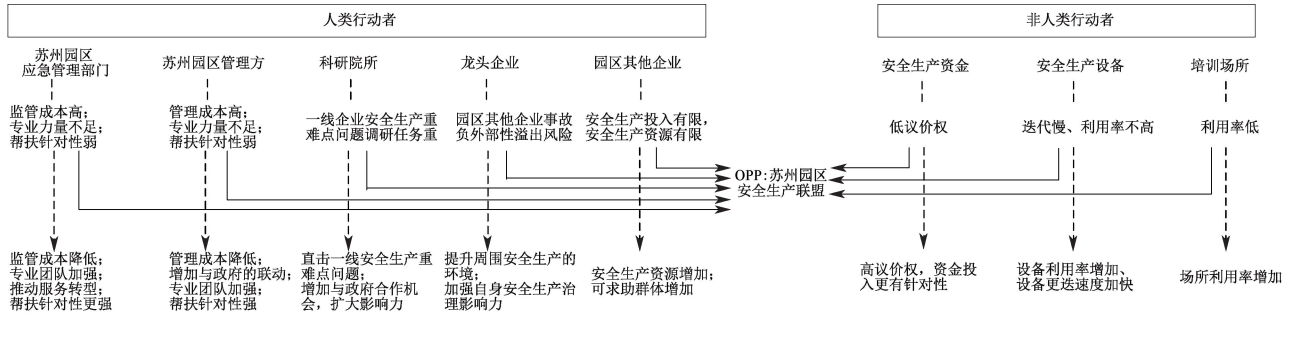 人类行动者
非人类行动者
苏州园区
应急管理部门
苏州园区管理方
科研院所
龙头企业
园区其他企业
安全生产资金
安全生产设备
培训场所
监管成本高;
专业力量不足;
帮扶针对性弱
管理成本高;
专业力量不足;
帮扶针对性弱
一线企业安全生产重
难点问题调研任务重
园区其他企业事故
负外部性溢出风险
安全生产投入有限,
安全生产资源有限
低议价权
迭代慢、利用率不高
利用率低
OPP:苏州园区
安全生产联盟
监管成本降低;
专业团队加强;
推动服务转型;
帮扶针对性更强
管理成本降低;
增加与政府的联动;
专业团队加强;
帮扶针对性强
直击一线安全生产重
难点问题;
增加与政府合作机
会，扩大影响力
提升周围安全生产的
环境;
加强自身安全生产治
理影响力
安全生产资源增加;
可求助群体增加
高议价权，资金投
入更有针对性
设备利用率增加、
设备更迭速度加快
场所利用率增加